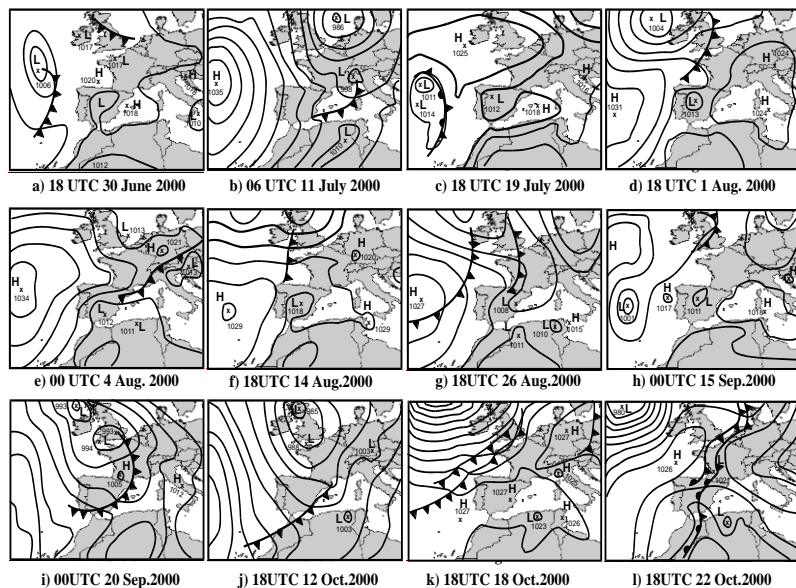 L
1017
L
1017
L
1006
H
1020
L
H
1018
H
1012
a) 18 UTC 30 June 2000
L
986
H
1035
L
998
L
1010
b) 06 UTC 11 July 2000
H
1025
L
1011
L
1014
L
1012
H
1018
H
c) 18 UTC 19 July 2000
L
1004
H
1024
H
1031
L
1013
H
1024
d) 18 UTC 1 Aug. 2000
L
1013
H
1021
L
1013
H
1034
L
1012
1011
L
e) 00 UTC 4 Aug. 2000
H
1020
H
1029
L
1018
H
1029
f) 18UTC 14 Aug.2000
H
1027
L
1008
L
1010
H
1015
1011
g) 18UTC 26 Aug.2000
L
1001
H
1017
L
1011
H
1018
H
h) 00UTC 15 Sep.2000
993
L
993
L
994
H
1005
H
i) 00UTC 20 Sep.2000
L
985
L
L
1003
L
1003
j) 18UTC 12 Oct.2000
H
1027
H
H
1027
H
1027
L
1023
H
1026
k) 18UTC 18 Oct.2000
L
980
H
1026
L
l) 18UTC 22 Oct.2000